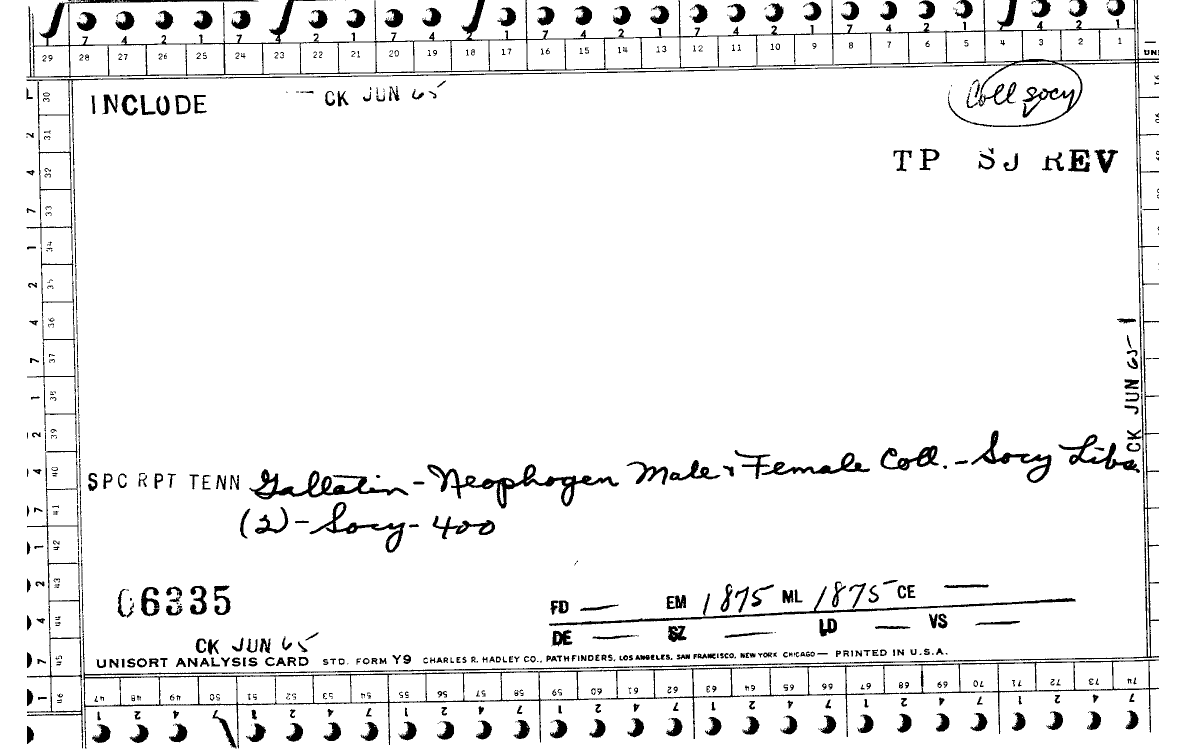 7 4 2 1 7 4 2 1 7 4 2 1 7 4 2 1 7 4 2 1 7 4 2 1 7 4 2 1
29 28 27 26 25 24 23 22 21 20 19 18 17 16 15 14 13 12 11 10 9 8 7 6 5 4 3 2 1
INCLUDE CK JUN 65 Coll socy
TP SJ REV
30
2 31
4 32
7 33
1 34
2 35
4 36
7 37
1 38
2 39
4 40
7 41
1 42
2 43
4 44
7 45
1 46
CK JUN 65
SPC RPT TENN Gallatin - Neophogen Male & Female Coll. - Socy Libs.
(2) - Socy - 400
06335
FD — EM 1875 ML 1875 CE —
DE — SZ — LD — VS —
CK JUN 65
UNISORT ANALYSIS CARD STD. FORM Y9 CHARLES R. HADLEY CO., PATHFINDERS, LOS ANGELES, SAN FRANCISCO, NEW YORK CHICAGO — PRINTED IN U.S.A.
47 48 49 50 51 52 53 54 55 56 57 58 59 60 61 62 63 64 65 66 67 68 69 70 71 72 73 74
1 2 4 7 1 2 4 7 1 2 4 7 1 2 4 7 1 2 4 7 1 2 4 7 1 2 4 7